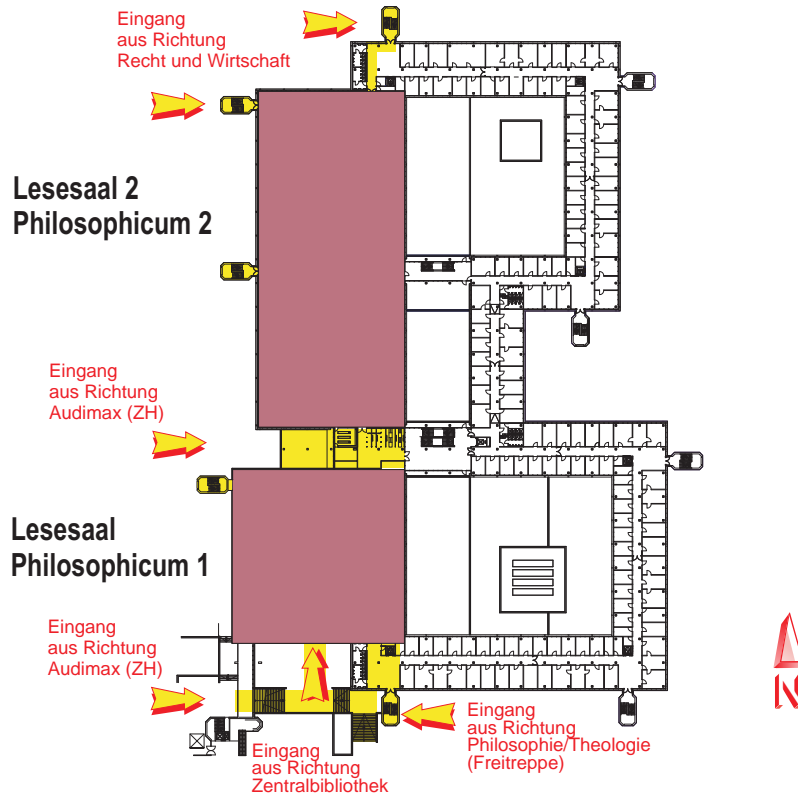 Eingang
aus Richtung
Recht und Wirtschaft
Lesesaal 2
Philosophicum 2
Eingang
aus Richtung
Audimax (ZH)
Lesesaal
Philosophicum 1
Eingang
aus Richtung
Audimax (ZH)
Eingang
aus Richtung
Philosophie/Theologie
(Freitreppe)
Eingang
aus Richtung
Zentralbibliothek
N